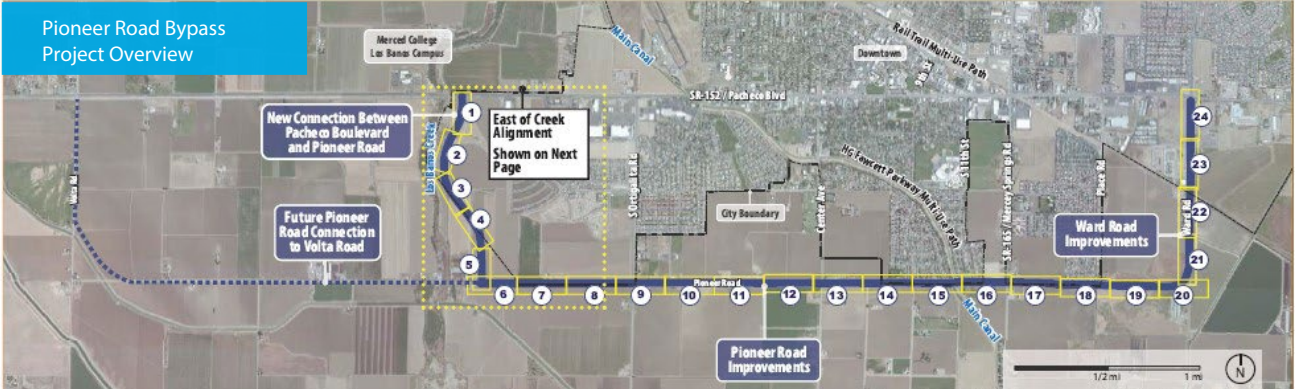 Pioneer Road Bypass
Project Overview
Merced College
Los Banos Campus
Main Canal
Rail Trail Multi-Use Path
Downtown
9th St
SR-152 / Pacheco Blvd
New Connection Between
Pacheco Boulevard
and Pioneer Road
East of Creek
Alignment
Shown on Next
Page
Los Banos Creek
HG Fawcett Parkway Multi-Use Path
S 11th St
SR-165 / Mercey Springs Rd
Place Rd
S Ortigalita Rd
City Boundary
Center Ave
Future Pioneer
Road Connection
to Volta Road
Ward Road
Improvements
Ward Rd
Pioneer Road
Main Canal
Pioneer Road
Improvements
1
2
3
4
5
6
7
8
9
10
11
12
13
14
15
16
17
18
19
20
21
22
23
24
1/2 mi
1 mi
N